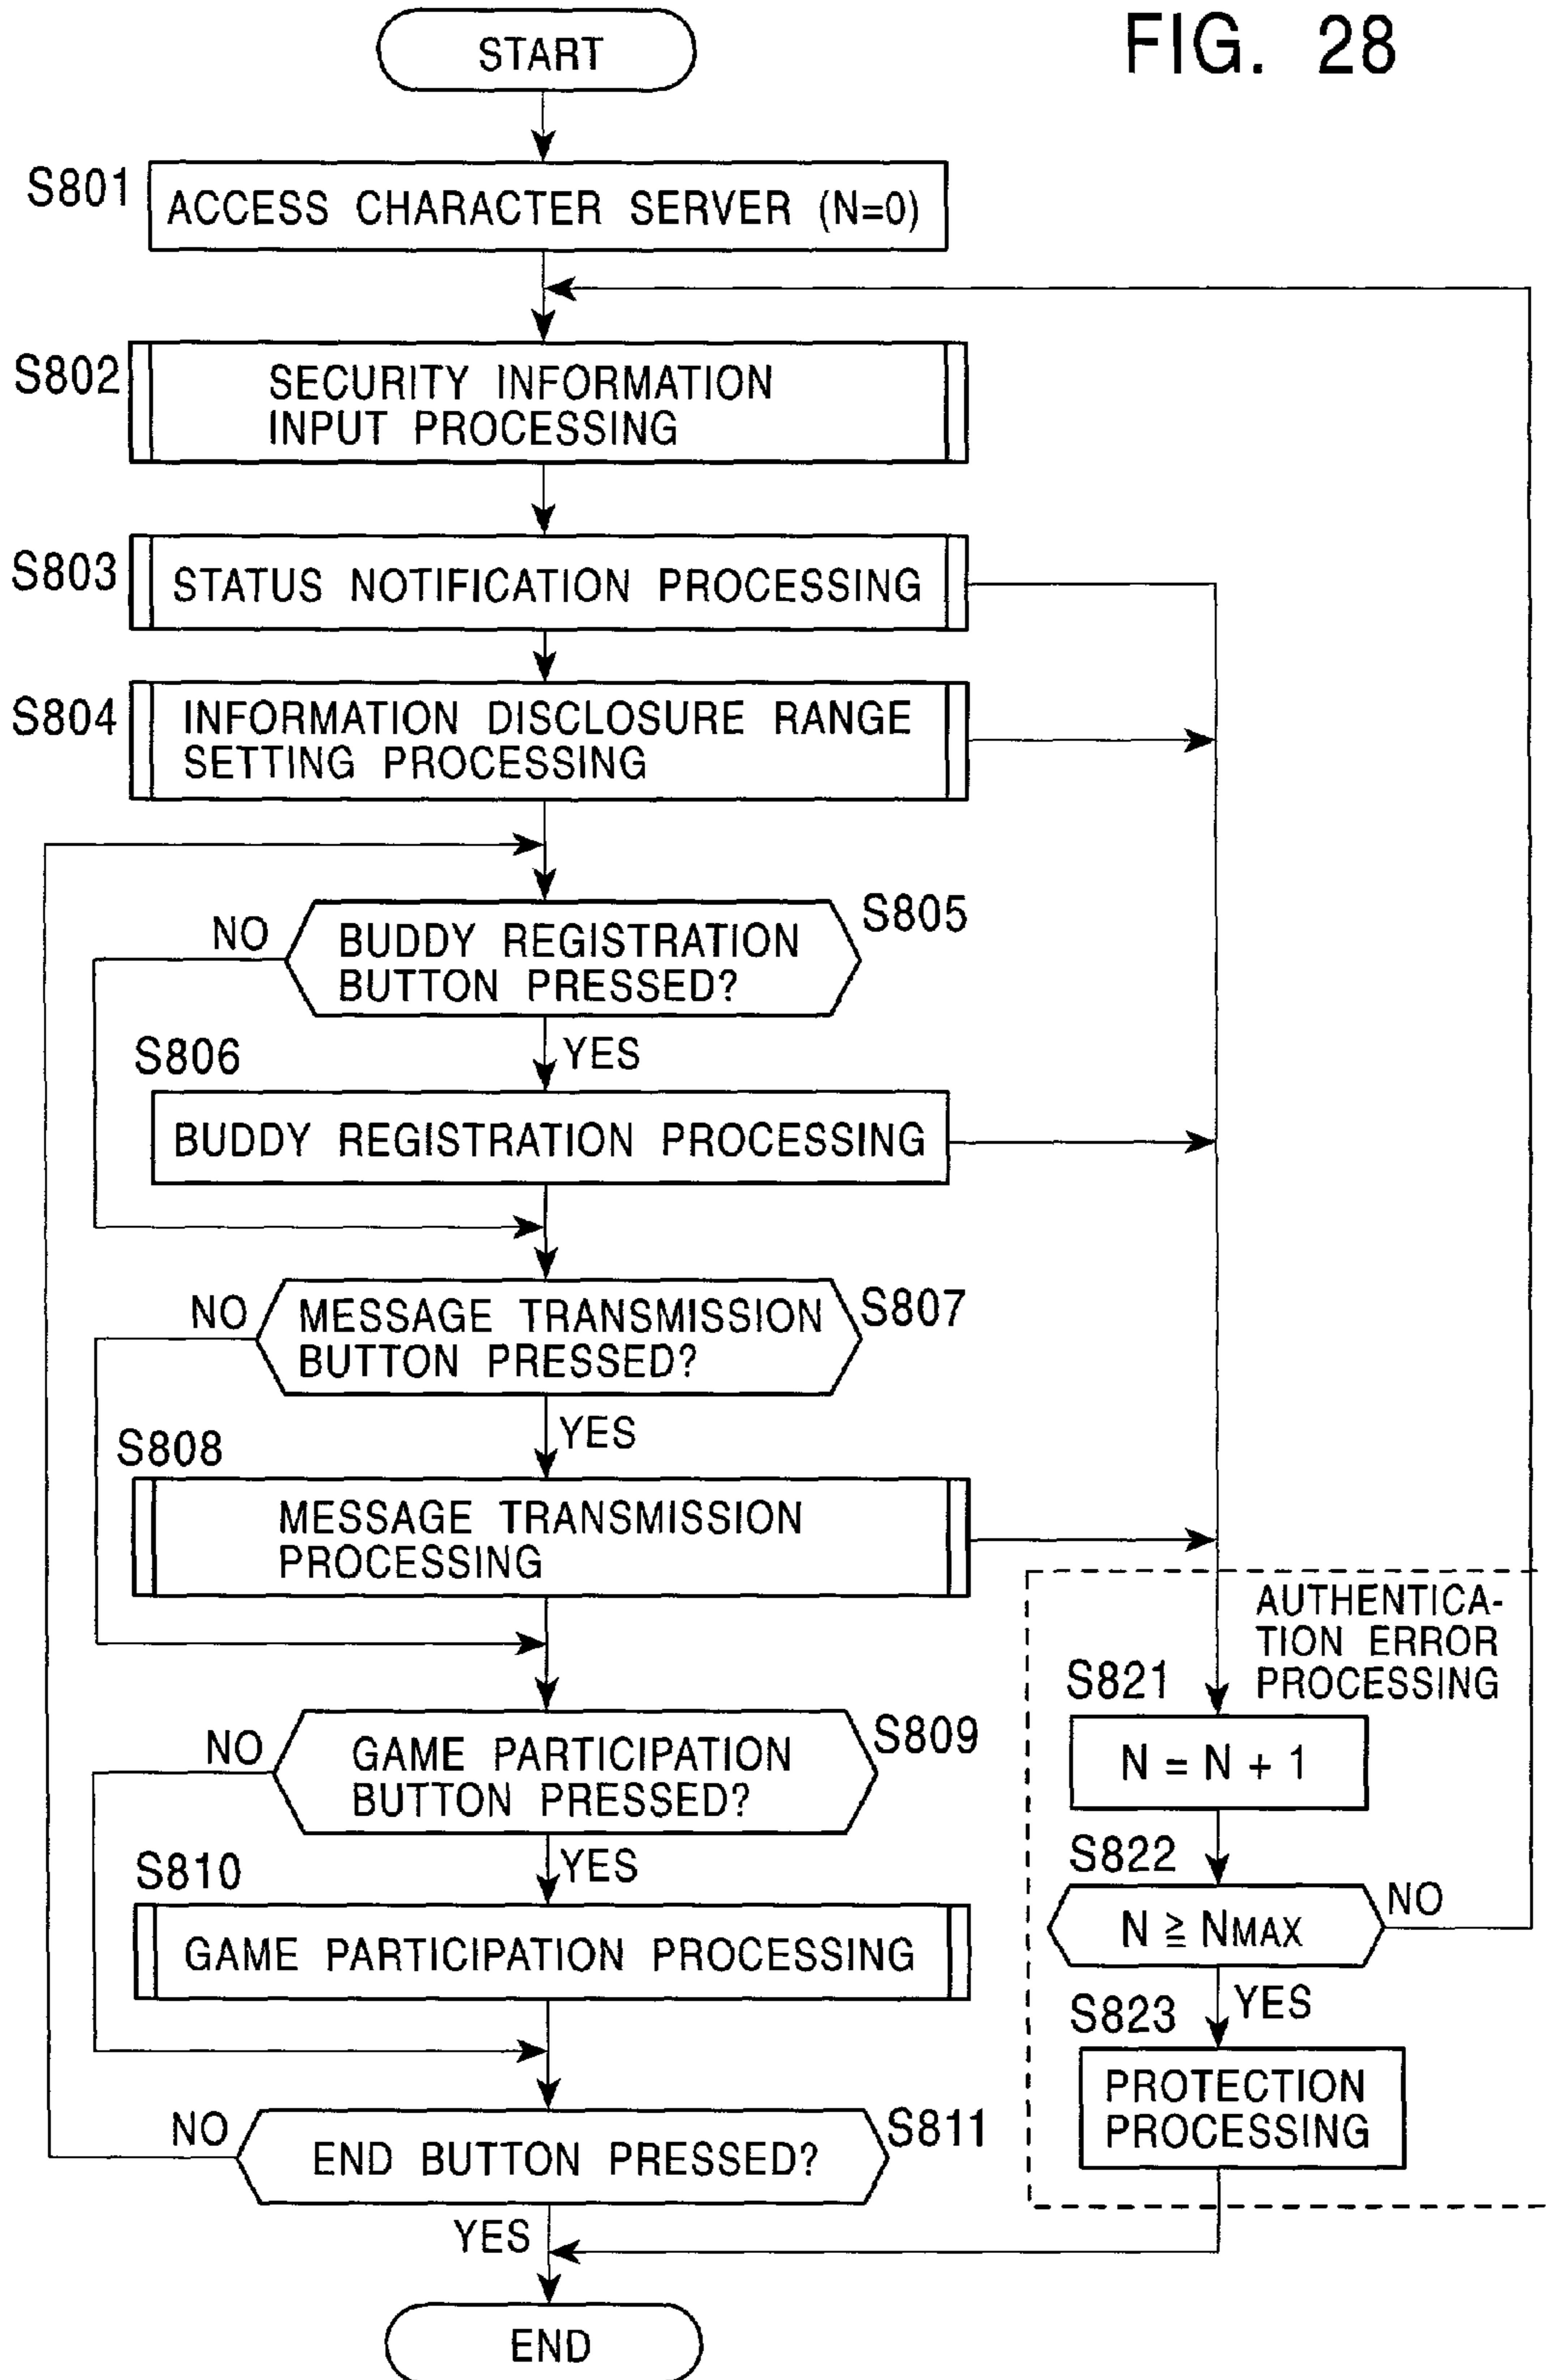 FIG. 28
START
S801
ACCESS CHARACTER SERVER (N=0)
S802
SECURITY INFORMATION
INPUT PROCESSING
S803
STATUS NOTIFICATION PROCESSING
S804
INFORMATION DISCLOSURE RANGE
SETTING PROCESSING
S805
NO
BUDDY REGISTRATION
BUTTON PRESSED?
YES
S806
BUDDY REGISTRATION PROCESSING
S807
NO
MESSAGE TRANSMISSION
BUTTON PRESSED?
YES
S808
MESSAGE TRANSMISSION
PROCESSING
S809
NO
GAME PARTICIPATION
BUTTON PRESSED?
YES
S810
GAME PARTICIPATION PROCESSING
S811
NO
END BUTTON PRESSED?
YES
END
AUTHENTICA-
TION ERROR
PROCESSING
S821
N = N + 1
S822
N ≧ NMAX
NO
YES
S823
PROTECTION
PROCESSING